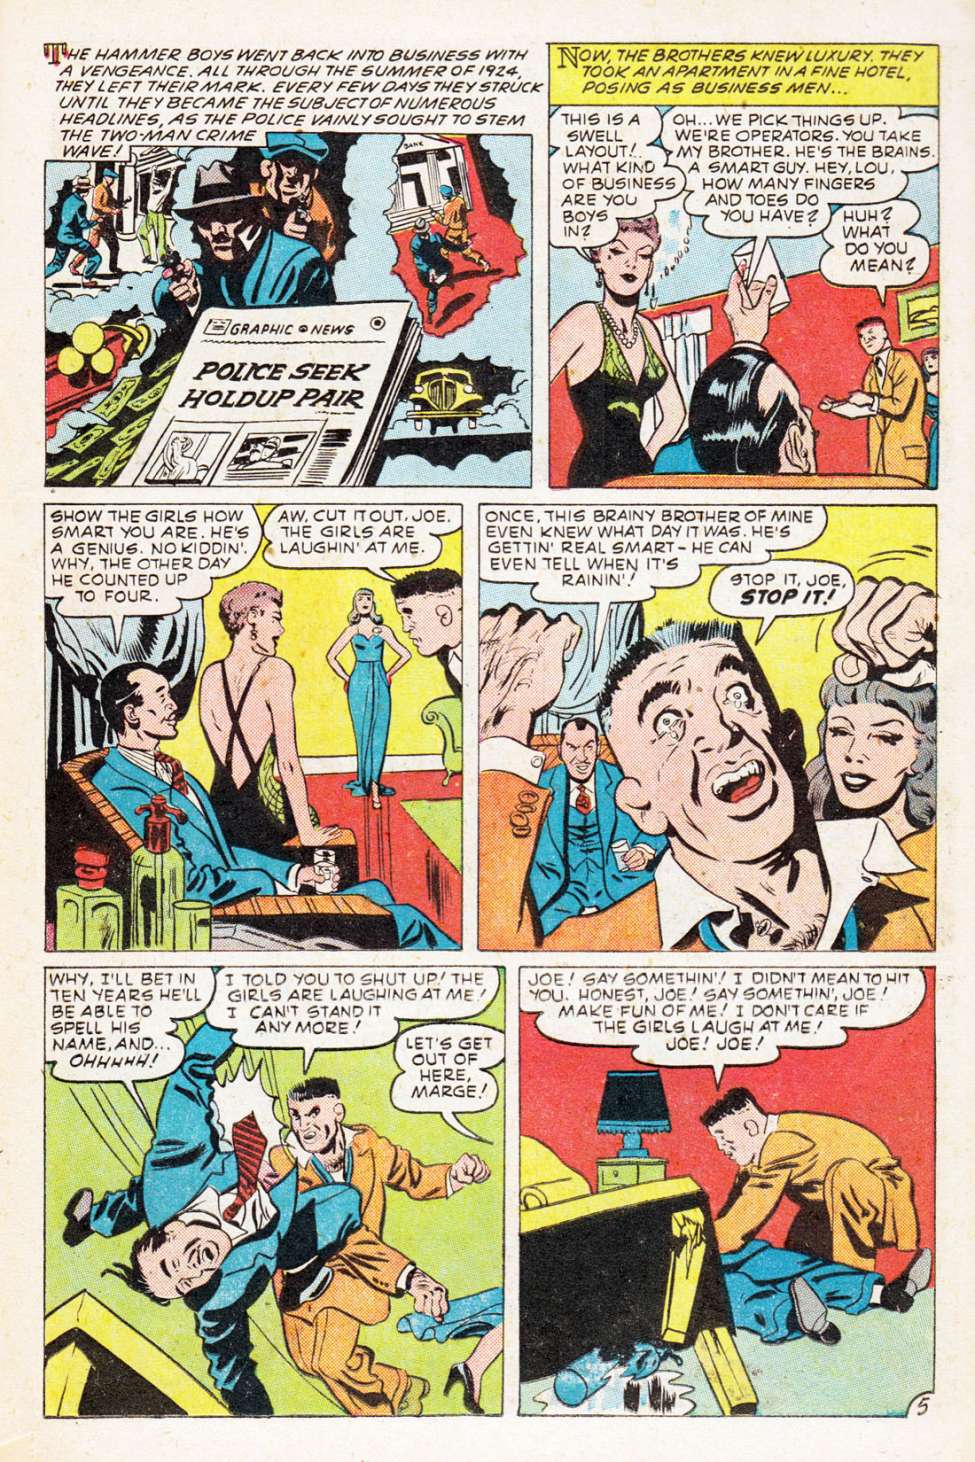 THE HAMMER BOYS WENT BACK INTO BUSINESS WITH
A VENGEANCE. ALL THROUGH THE SUMMER OF 1924,
THEY LEFT THEIR MARK. EVERY FEW DAYS THEY STRUCK
UNTIL THEY BECAME THE SUBJECT OF NUMEROUS
HEADLINES, AS THE POLICE VAINLY SOUGHT TO STEM
THE TWO-MAN CRIME
WAVE!
BANK
GRAPHIC NEWS
POLICE SEEK
HOLDUP PAIR
NOW, THE BROTHERS KNEW LUXURY. THEY
TOOK AN APARTMENT IN A FINE HOTEL,
POSING AS BUSINESS MEN...
THIS IS A
SWELL
LAYOUT!
WHAT KIND
OF BUSINESS
ARE YOU
BOYS
IN?
OH...WE PICK THINGS UP.
WE'RE OPERATORS. YOU TAKE
MY BROTHER. HE'S THE BRAINS.
A SMART GUY. HEY, LOU,
HOW MANY FINGERS
AND TOES DO
YOU HAVE?
HUH?
WHAT
DO YOU
MEAN?
SHOW THE GIRLS HOW
SMART YOU ARE. HE'S
A GENIUS. NO KIDDIN'.
WHY, THE OTHER DAY
HE COUNTED UP
TO FOUR.
AW, CUT IT OUT, JOE.
THE GIRLS ARE
LAUGHIN' AT ME.
ONCE, THIS BRAINY BROTHER OF MINE
EVEN KNEW WHAT DAY IT WAS. HE'S
GETTIN' REAL SMART - HE CAN
EVEN TELL WHEN IT'S
RAININ'!
STOP IT, JOE,
STOP IT!
WHY, I'LL BET IN
TEN YEARS HE'LL
BE ABLE TO
SPELL HIS
NAME, AND...
OHHHHH!
I TOLD YOU TO SHUT UP! THE
GIRLS ARE LAUGHING AT ME!
I CAN'T STAND IT
ANY MORE!
LET'S GET
OUT OF
HERE,
MARGE!
JOE! SAY SOMETHIN'! I DIDN'T MEAN TO HIT
YOU. HONEST, JOE! SAY SOMETHIN', JOE!
MAKE FUN OF ME! I DON'T CARE IF
THE GIRLS LAUGH AT ME!
JOE! JOE!
5